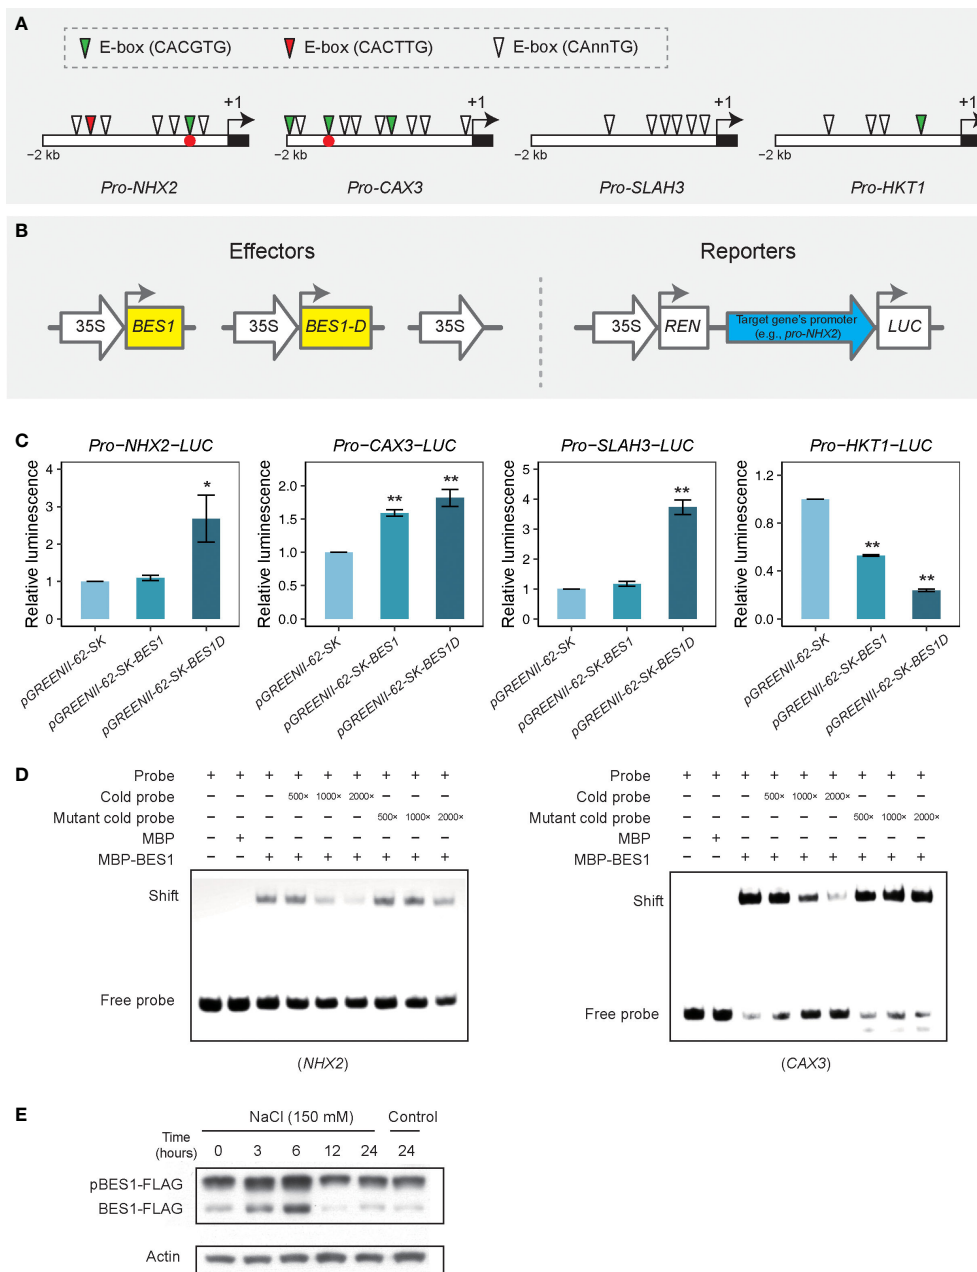 A
E-box (CACGTG) E-box (CACTTG) E-box (CAnnTG)
+1 +1 +1 +1
−2 kb −2 kb −2 kb −2 kb
Pro-NHX2 Pro-CAX3 Pro-SLAH3 Pro-HKT1
B
Effectors Reporters
35S BES1 35S BES1-D 35S 35S REN Target gene's promoter (e.g., pro-NHX2) LUC
C
Pro−NHX2−LUC
Relative luminescence
4
3
2
1
0
*
pGREENII-62-SK
pGREENII-62-SK-BES1
pGREENII-62-SK-BES1D
Pro−CAX3−LUC
Relative luminescence
2.0
1.5
1.0
0.5
0.0
** **
pGREENII-62-SK
pGREENII-62-SK-BES1
pGREENII-62-SK-BES1D
Pro−SLAH3−LUC
Relative luminescence
5
4
3
2
1
0
**
pGREENII-62-SK
pGREENII-62-SK-BES1
pGREENII-62-SK-BES1D
Pro−HKT1−LUC
Relative luminescence
1.2
0.8
0.4
0.0
** **
pGREENII-62-SK
pGREENII-62-SK-BES1
pGREENII-62-SK-BES1D
D
Probe + + + + + + + + +
Cold probe − − − 500× 1000× 2000× − − −
Mutant cold probe − − − − − − 500× 1000× 2000×
MBP − + − − − − − − −
MBP-BES1 − − + + + + + + +
Shift
Free probe
(NHX2)
Probe + + + + + + + + +
Cold probe − − − 500× 1000× 2000× − − −
Mutant cold probe − − − − − − 500× 1000× 2000×
MBP − + − − − − − − −
MBP-BES1 − − + + + + + + +
Shift
Free probe
(CAX3)
E
NaCl (150 mM) Control
Time (hours) 0 3 6 12 24 24
pBES1-FLAG
BES1-FLAG
Actin